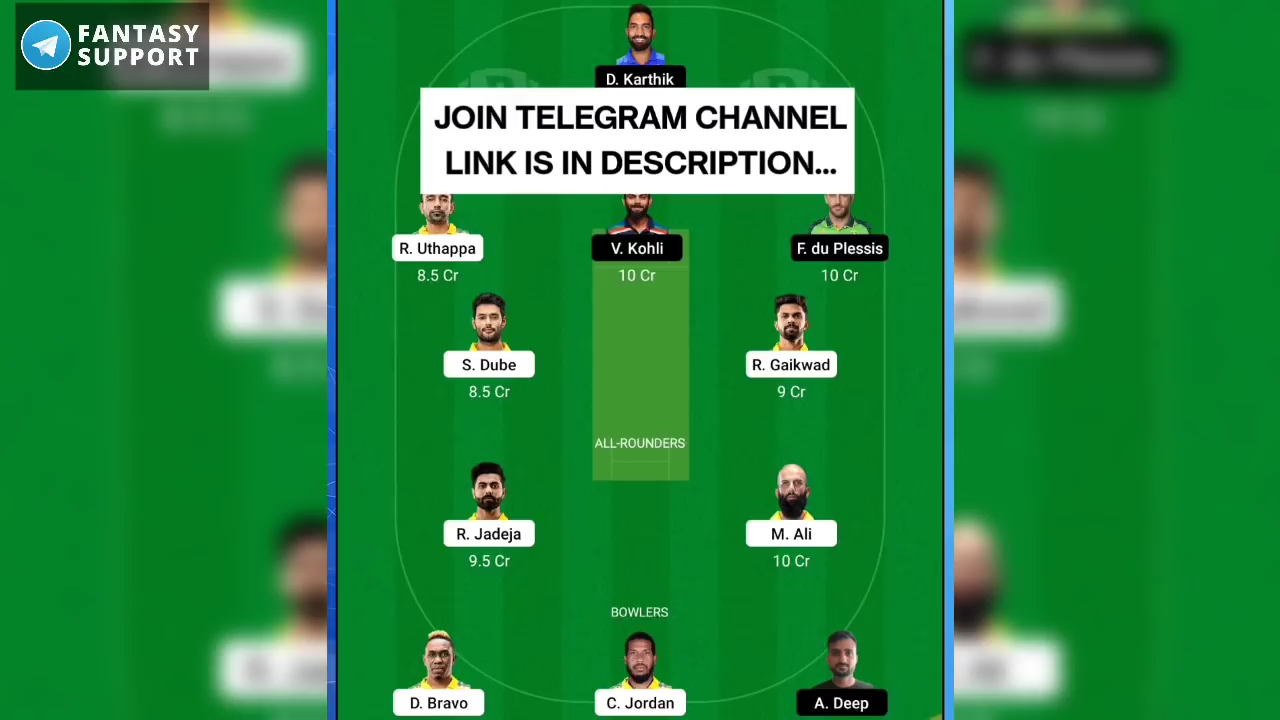 FANTASY
SUPPORT
D. Karthik
JOIN TELEGRAM CHANNEL
LINK IS IN DESCRIPTION...
R. Uthappa
V. Kohli
F. du Plessis
8.5 Cr
10 Cr
10 Cr
S. Dube
R. Gaikwad
8.5 Cr
9 Cr
ALL-ROUNDERS
R. Jadeja
M. Ali
9.5 Cr
10 Cr
BOWLERS
D. Bravo
C. Jordan
A. Deep